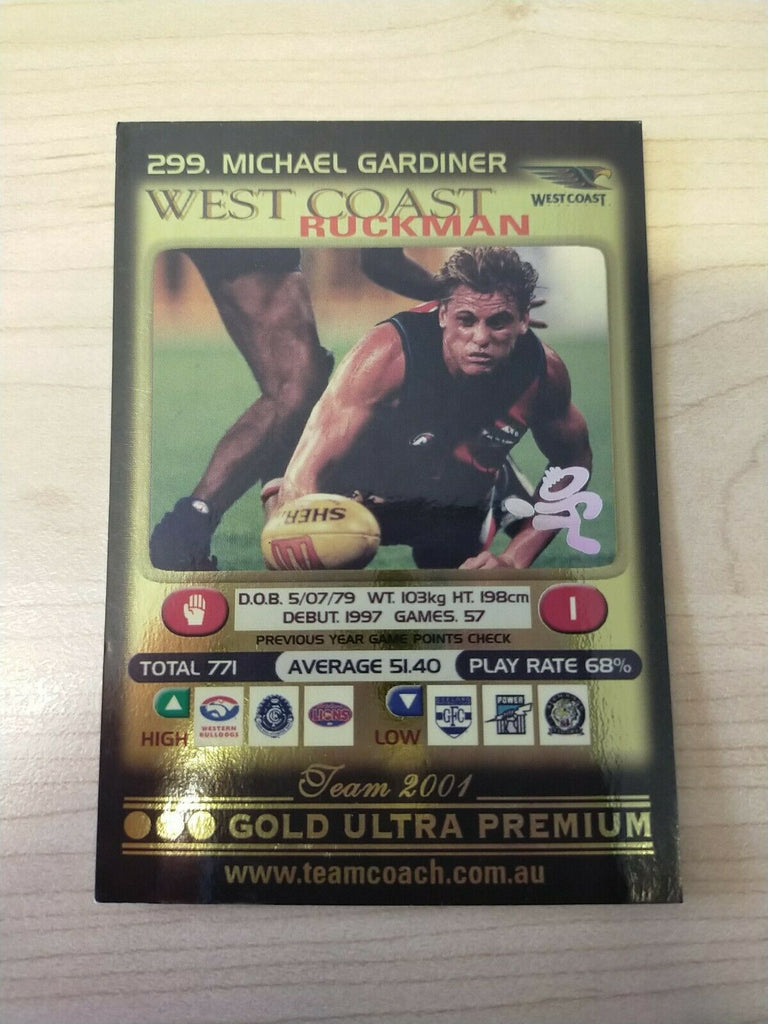 299. MICHAEL GARDINER
WEST COAST
WEST COAST
RUCKMAN
SHER
D.O.B. 5/07/79 WT. 103kg HT. 198cm
DEBUT. 1997 GAMES. 57
1
PREVIOUS YEAR GAME POINTS CHECK
TOTAL 771
AVERAGE 51.40
PLAY RATE 68%
HIGH
WESTERN BULLDOGS
LIONS
LOW
GFC
POWER
Team 2001
GOLD ULTRA PREMIUM
www.teamcoach.com.au